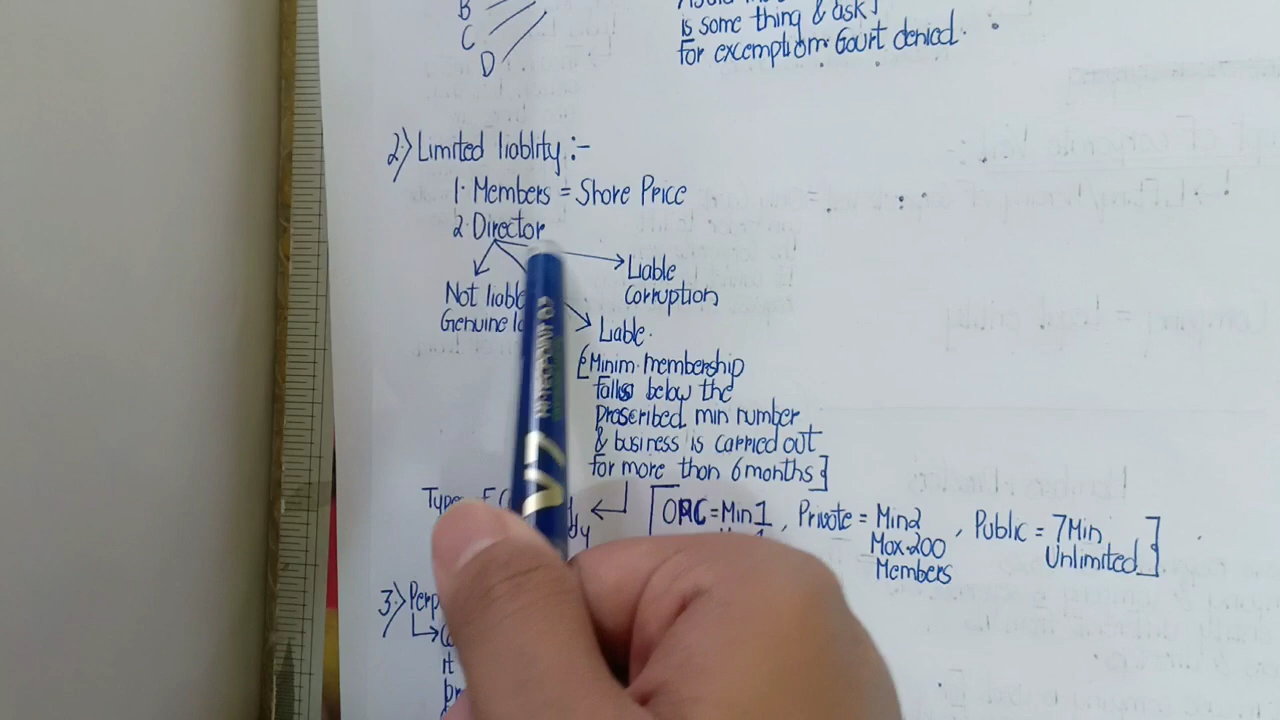 B
C
D
is some thing & ask
for exemption Court denied.
2) Limited liablity :-
1. Members = Share Price
2. Director
Liable
Corruption
Not liable
Genuine
Liable.
[Minim. membership
falls below the
prescribed min number
& business is carried out
for more than 6 months]
[OPC = Min 1 , Private = Min 2 , Public = 7 Min
Max. 200 Unlimited]
Members
3)
it
V7